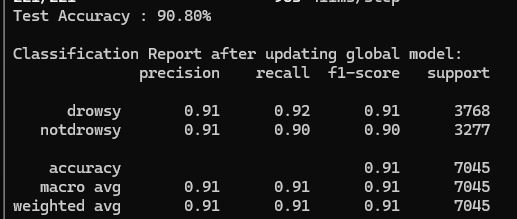 Test Accuracy : 90.80%
Classification Report after updating global model:
precision recall f1-score support
drowsy 0.91 0.92 0.91 3768
notdrowsy 0.91 0.90 0.90 3277
accuracy 0.91 7045
macro avg 0.91 0.91 0.91 7045
weighted avg 0.91 0.91 0.91 7045